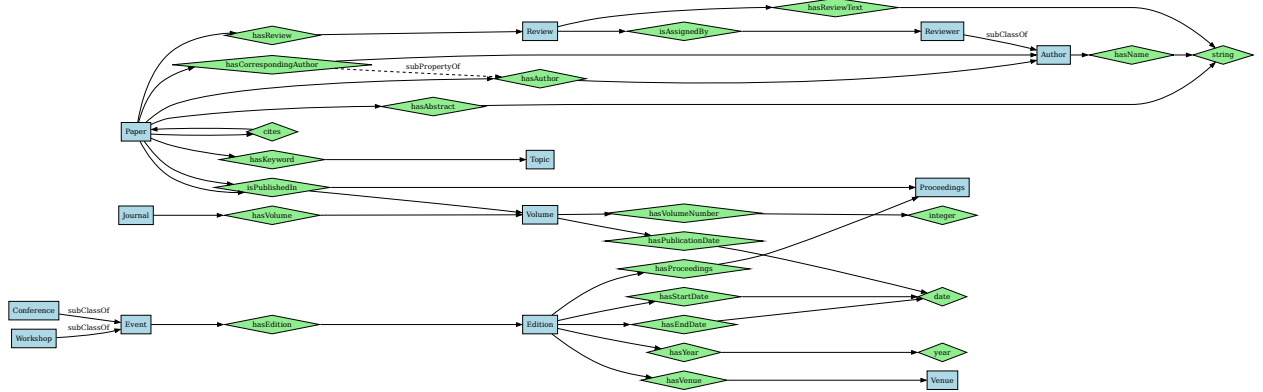 hasReviewText
hasReview
Review
isAssignedBy
Reviewer
subClassOf
Author
hasName
string
hasCorrespondingAuthor
subPropertyOf
hasAuthor
hasAbstract
Paper
cites
hasKeyword
Topic
isPublishedIn
Proceedings
Journal
hasVolume
Volume
hasVolumeNumber
integer
hasPublicationDate
hasProceedings
hasStartDate
date
Conference
subClassOf
Workshop
subClassOf
Event
hasEdition
Edition
hasEndDate
hasYear
year
hasVenue
Venue